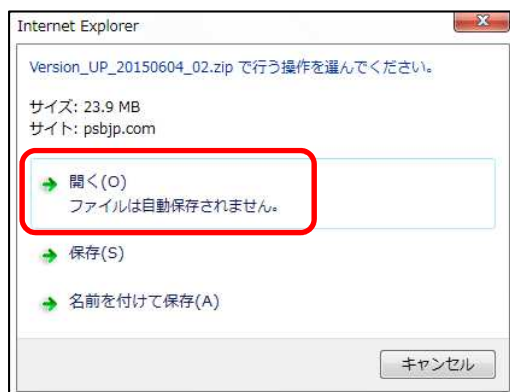 Internet Explorer
Version_UP_20150604_02.zip で行う操作を選んでください。
サイズ: 23.9 MB
サイト: psbjp.com
開く(O)
ファイルは自動保存されません。
保存(S)
名前を付けて保存(A)
キャンセル